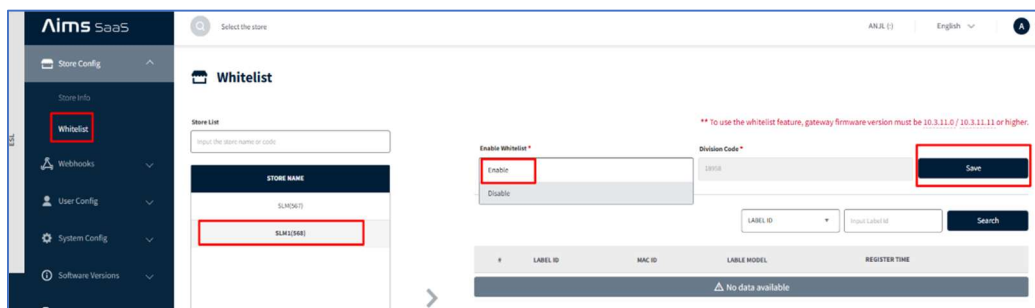 Aims SaaS
Select the store
ANJL (:)
English
A
ESL
Store Config
Store Info
Whitelist
Webhooks
User Config
System Config
Software Versions
Whitelist
Store List
Input the store name or code
STORE NAME
SLM(567)
SLM1(568)
** To use the whitelist feature, gateway firmware version must be 10.3.11.0 / 10.3.11.11 or higher.
Enable Whitelist *
Enable
Disable
Division Code *
Save
LABEL ID
Input Label Id
Search
# LABEL ID MAC ID LABLE MODEL REGISTER TIME
No data available